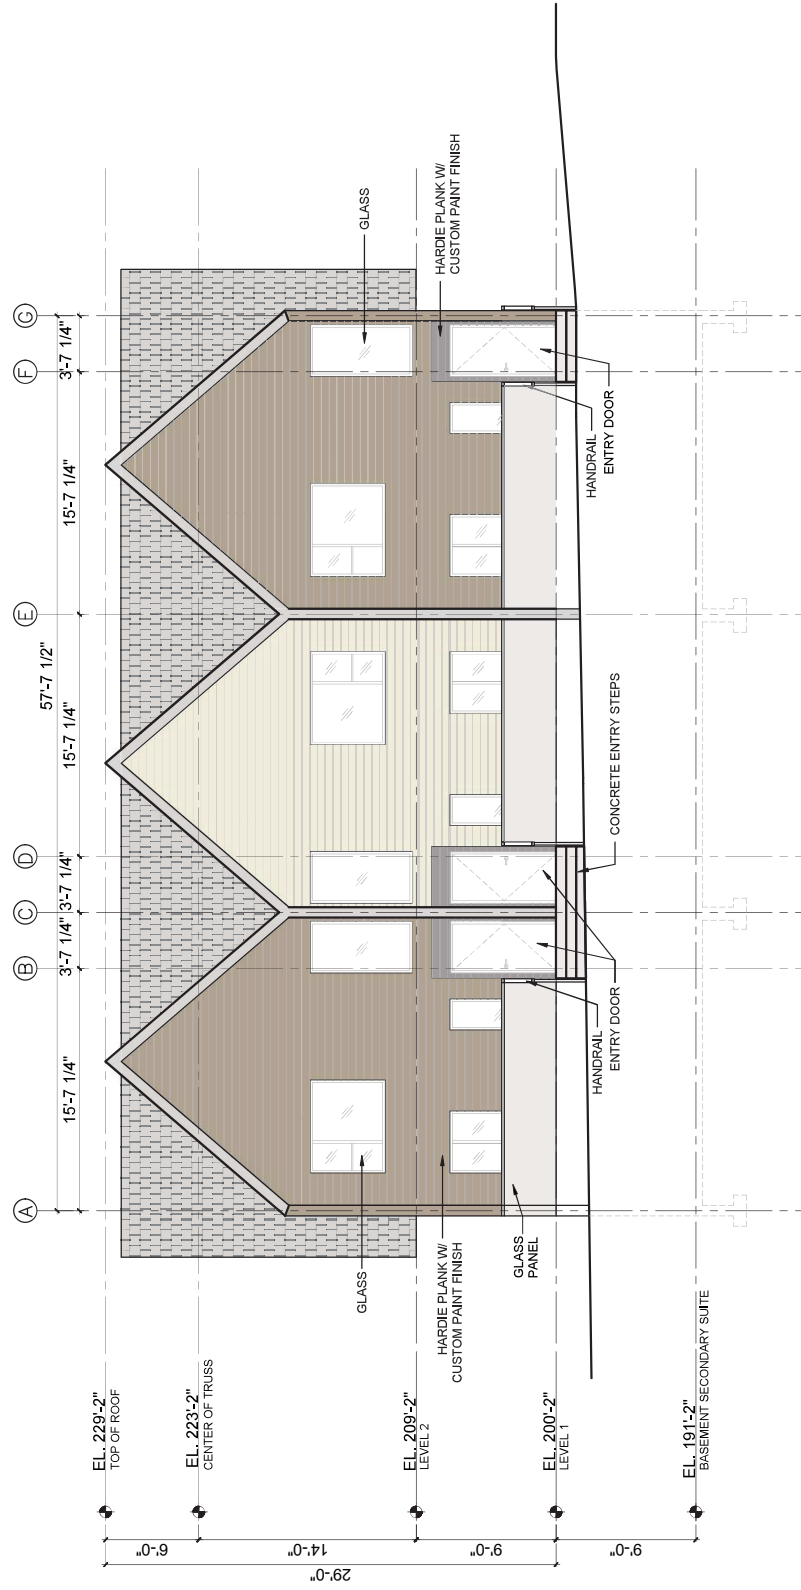 A
B
C
D
E
F
G
57'-7 1/2"
15'-7 1/4"
3'-7 1/4"
3'-7 1/4"
15'-7 1/4"
15'-7 1/4"
3'-7 1/4"
EL. 229'-2"
TOP OF ROOF
EL. 223'-2"
CENTER OF TRUSS
EL. 209'-2"
LEVEL 2
EL. 200'-2"
LEVEL 1
EL. 191'-2"
BASEMENT SECONDARY SUITE
6'-0"
14'-0"
9'-0"
9'-0"
29'-0"
GLASS
HARDIE PLANK W/
CUSTOM PAINT FINISH
GLASS
PANEL
HANDRAIL
ENTRY DOOR
CONCRETE ENTRY STEPS
HANDRAIL
ENTRY DOOR
GLASS
HARDIE PLANK W/
CUSTOM PAINT FINISH